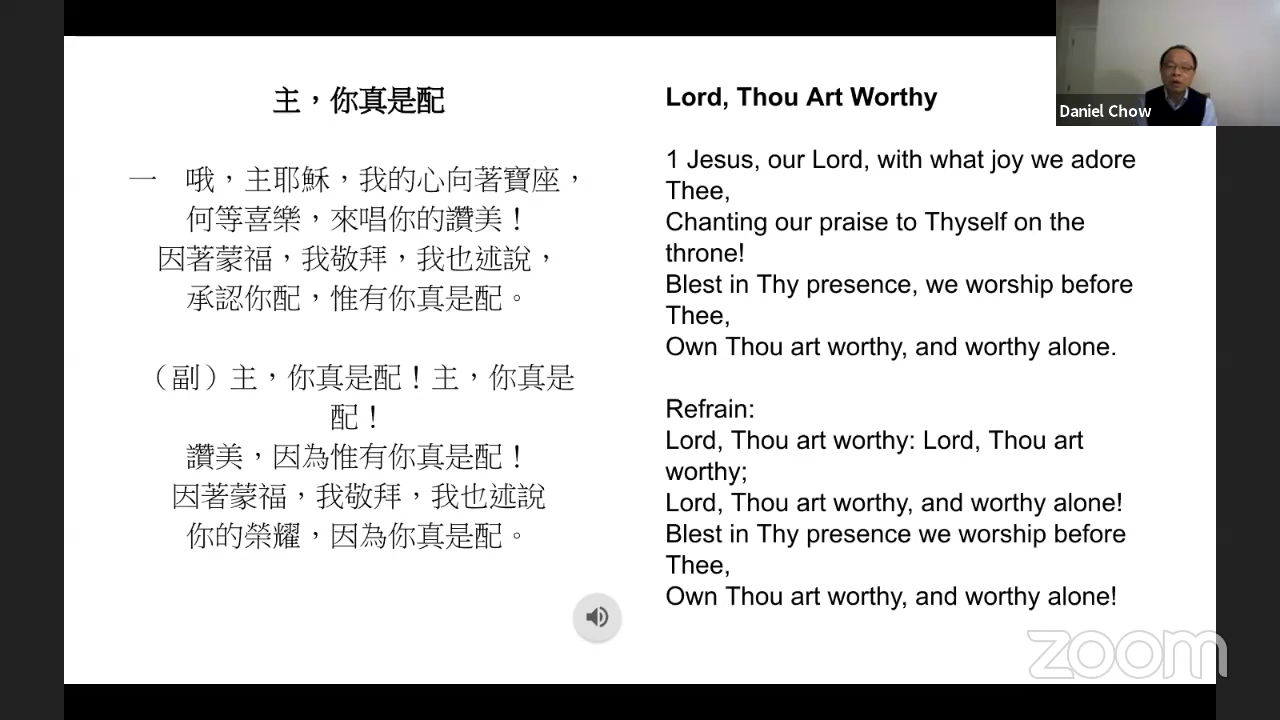 主，你真是配
一　哦，主耶穌，我的心向著寶座，
何等喜樂，來唱你的讚美！
因著蒙福，我敬拜，我也述說，
承認你配，惟有你真是配。
（副）主，你真是配！主，你真是
配！
讚美，因為惟有你真是配！
因著蒙福，我敬拜，我也述說
你的榮耀，因為你真是配。
Lord, Thou Art Worthy
1 Jesus, our Lord, with what joy we adore
Thee,
Chanting our praise to Thyself on the
throne!
Blest in Thy presence, we worship before
Thee,
Own Thou art worthy, and worthy alone.
Refrain:
Lord, Thou art worthy: Lord, Thou art
worthy;
Lord, Thou art worthy, and worthy alone!
Blest in Thy presence we worship before
Thee,
Own Thou art worthy, and worthy alone!
Daniel Chow
zoom